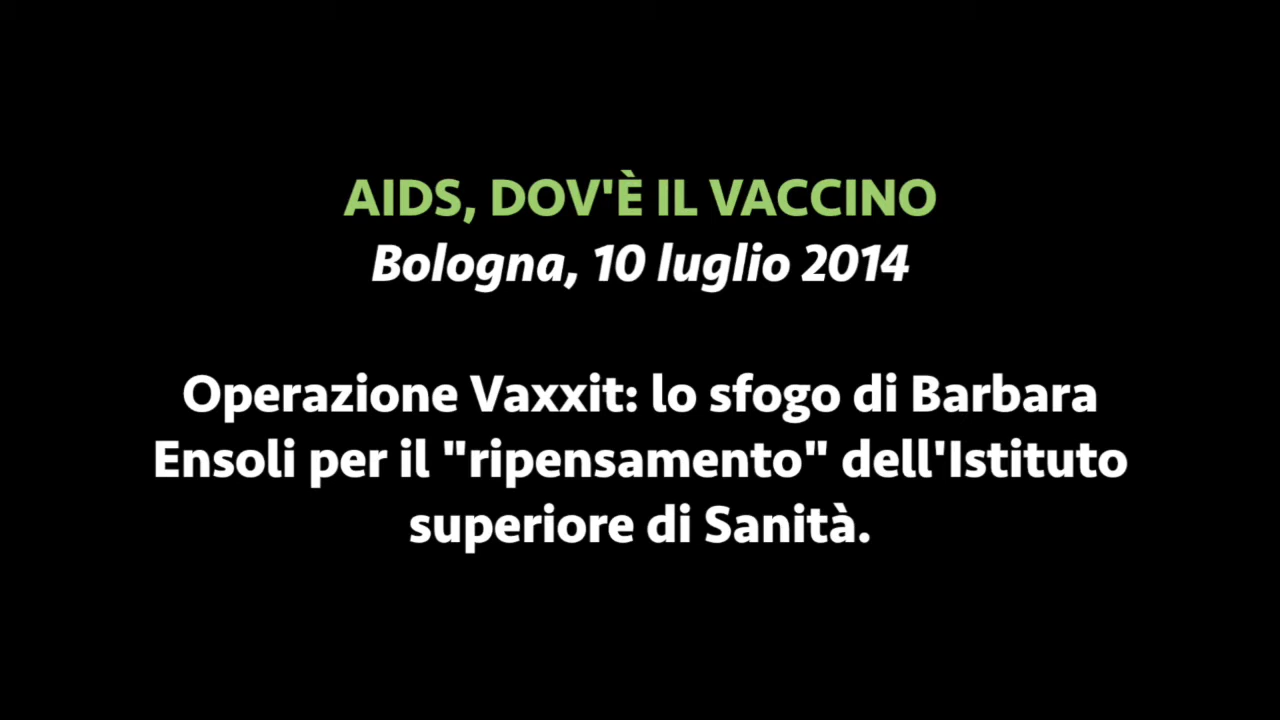 AIDS, DOV'È IL VACCINO
Bologna, 10 luglio 2014
Operazione Vaxxit: lo sfogo di Barbara
Ensoli per il "ripensamento" dell'Istituto
superiore di Sanità.